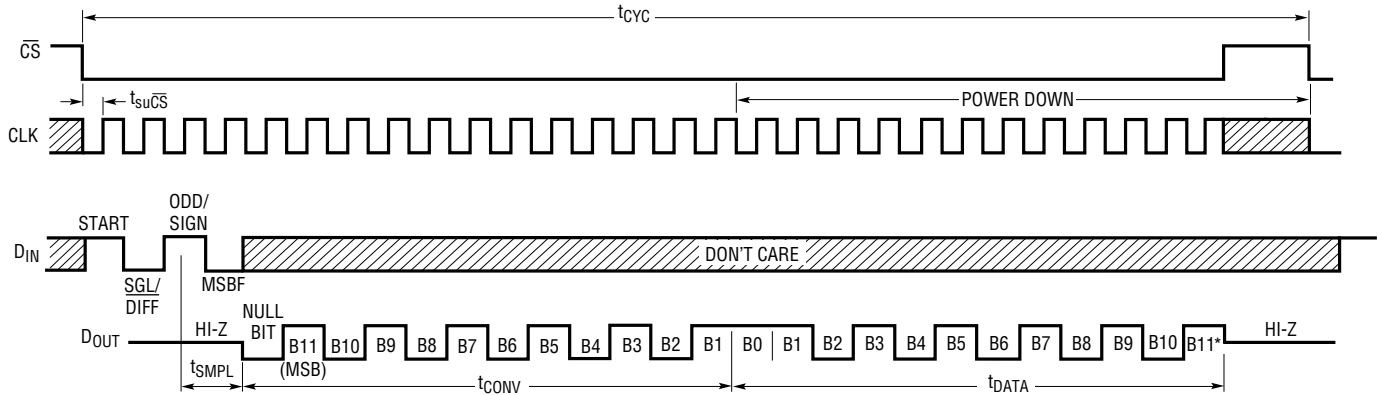 tCYC
CS
tsuCS
POWER DOWN
CLK
START
ODD/
SIGN
DIN
DON'T CARE
SGL/
DIFF
MSBF
NULL
BIT
DOUT
HI-Z
B11
(MSB)
B10
B9
B8
B7
B6
B5
B4
B3
B2
B1
B0
B1
B2
B3
B4
B5
B6
B7
B8
B9
B10
B11*
HI-Z
tSMPL
tCONV
tDATA